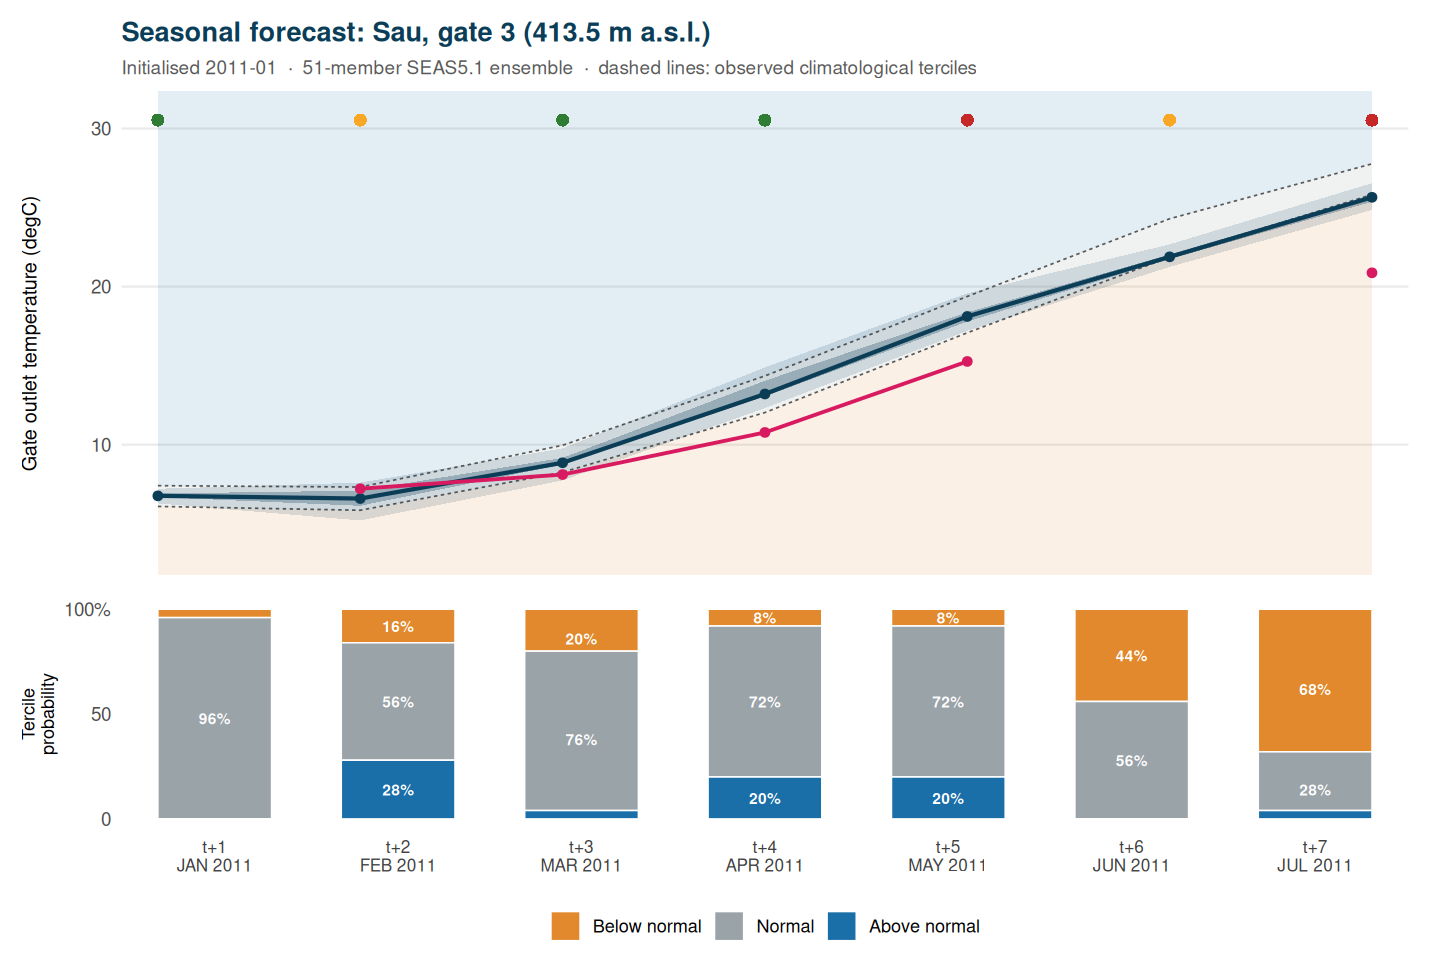 Seasonal forecast: Sau, gate 3 (413.5 m a.s.l.)
Initialised 2011-01 · 51-member SEAS5.1 ensemble · dashed lines: observed climatological terciles
Gate outlet temperature (degC)
30
20
10
Tercile
probability
100%
50
0
96%
16%
56%
28%
20%
76%
8%
72%
20%
8%
72%
20%
44%
56%
68%
28%
t+1
JAN 2011
t+2
FEB 2011
t+3
MAR 2011
t+4
APR 2011
t+5
MAY 2011
t+6
JUN 2011
t+7
JUL 2011
Below normal
Normal
Above normal